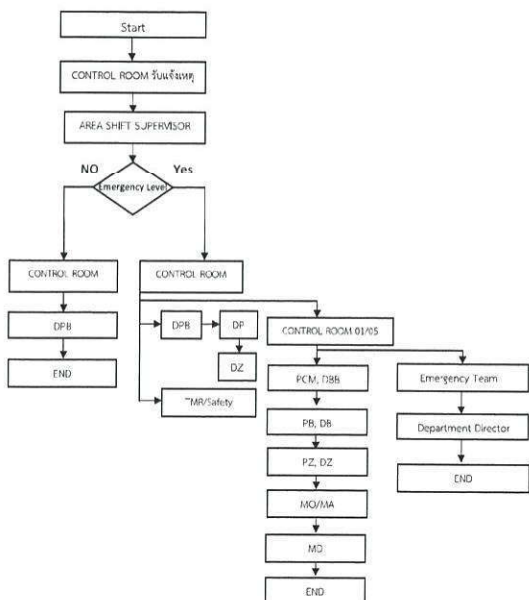 Start
CONTROL ROOM รับแจ้งเหตุ
AREA SHIFT SUPERVISOR
NO
Yes
Emergency Level
CONTROL ROOM
CONTROL ROOM
DPB
DP
CONTROL ROOM 01/05
DPB
DZ
END
PCM, DBB
Emergency Team
TMR/Safety
PB, DB
Department Director
PZ, DZ
END
MO/MA
MD
END